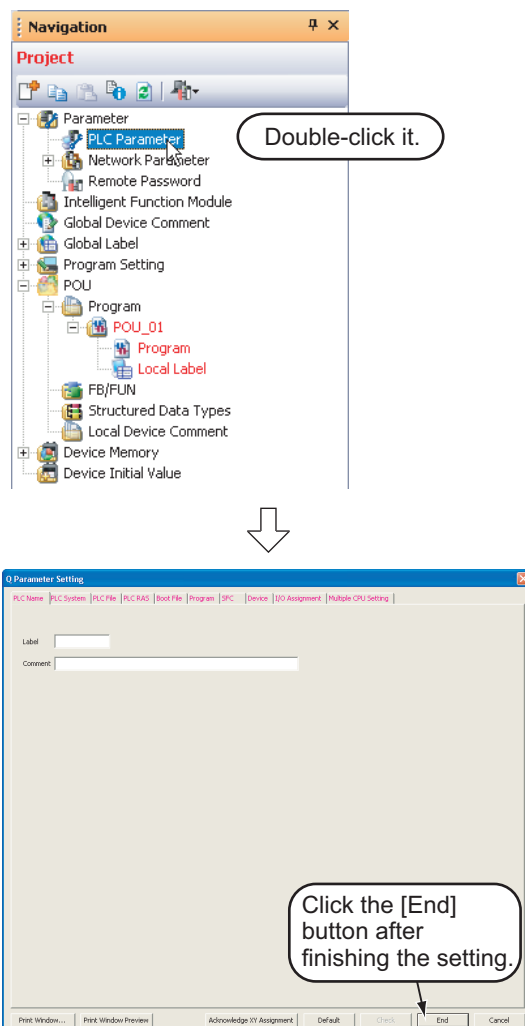 Navigation
Project
Parameter
PLC Parameter
Double-click it.
Network Parameter
Remote Password
Intelligent Function Module
Global Device Comment
Global Label
Program Setting
POU
Program
POU_01
Program
Local Label
FB/FUN
Structured Data Types
Local Device Comment
Device Memory
Device Initial Value
Q Parameter Setting
PLC Name PLC System PLC File PLC RAS Boot File Program SFC Device I/O Assignment Multiple CPU Setting
Label
Comment
Click the [End]
button after
finishing the setting.
Print Window... Print Window Preview Acknowledge XY Assignment Default Check End Cancel